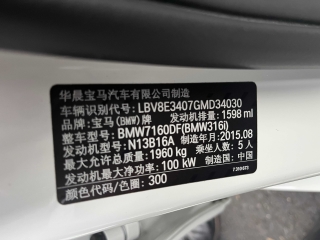 华晨宝马汽车有限公司制造
车辆识别代号: LBV8E3407GMD34030
品牌: 宝马(BMW)牌 发动机排量: 1598 ml
整车型号: BMW7160DF(BMW316i)
发动机型号: N13B16A 制造年月: 2015.08
最大允许总质量: 1960 kg 乘坐人数: 5人
发动机最大净功率: 100 kW 制造国: 中国
颜色代码/色圈: 300